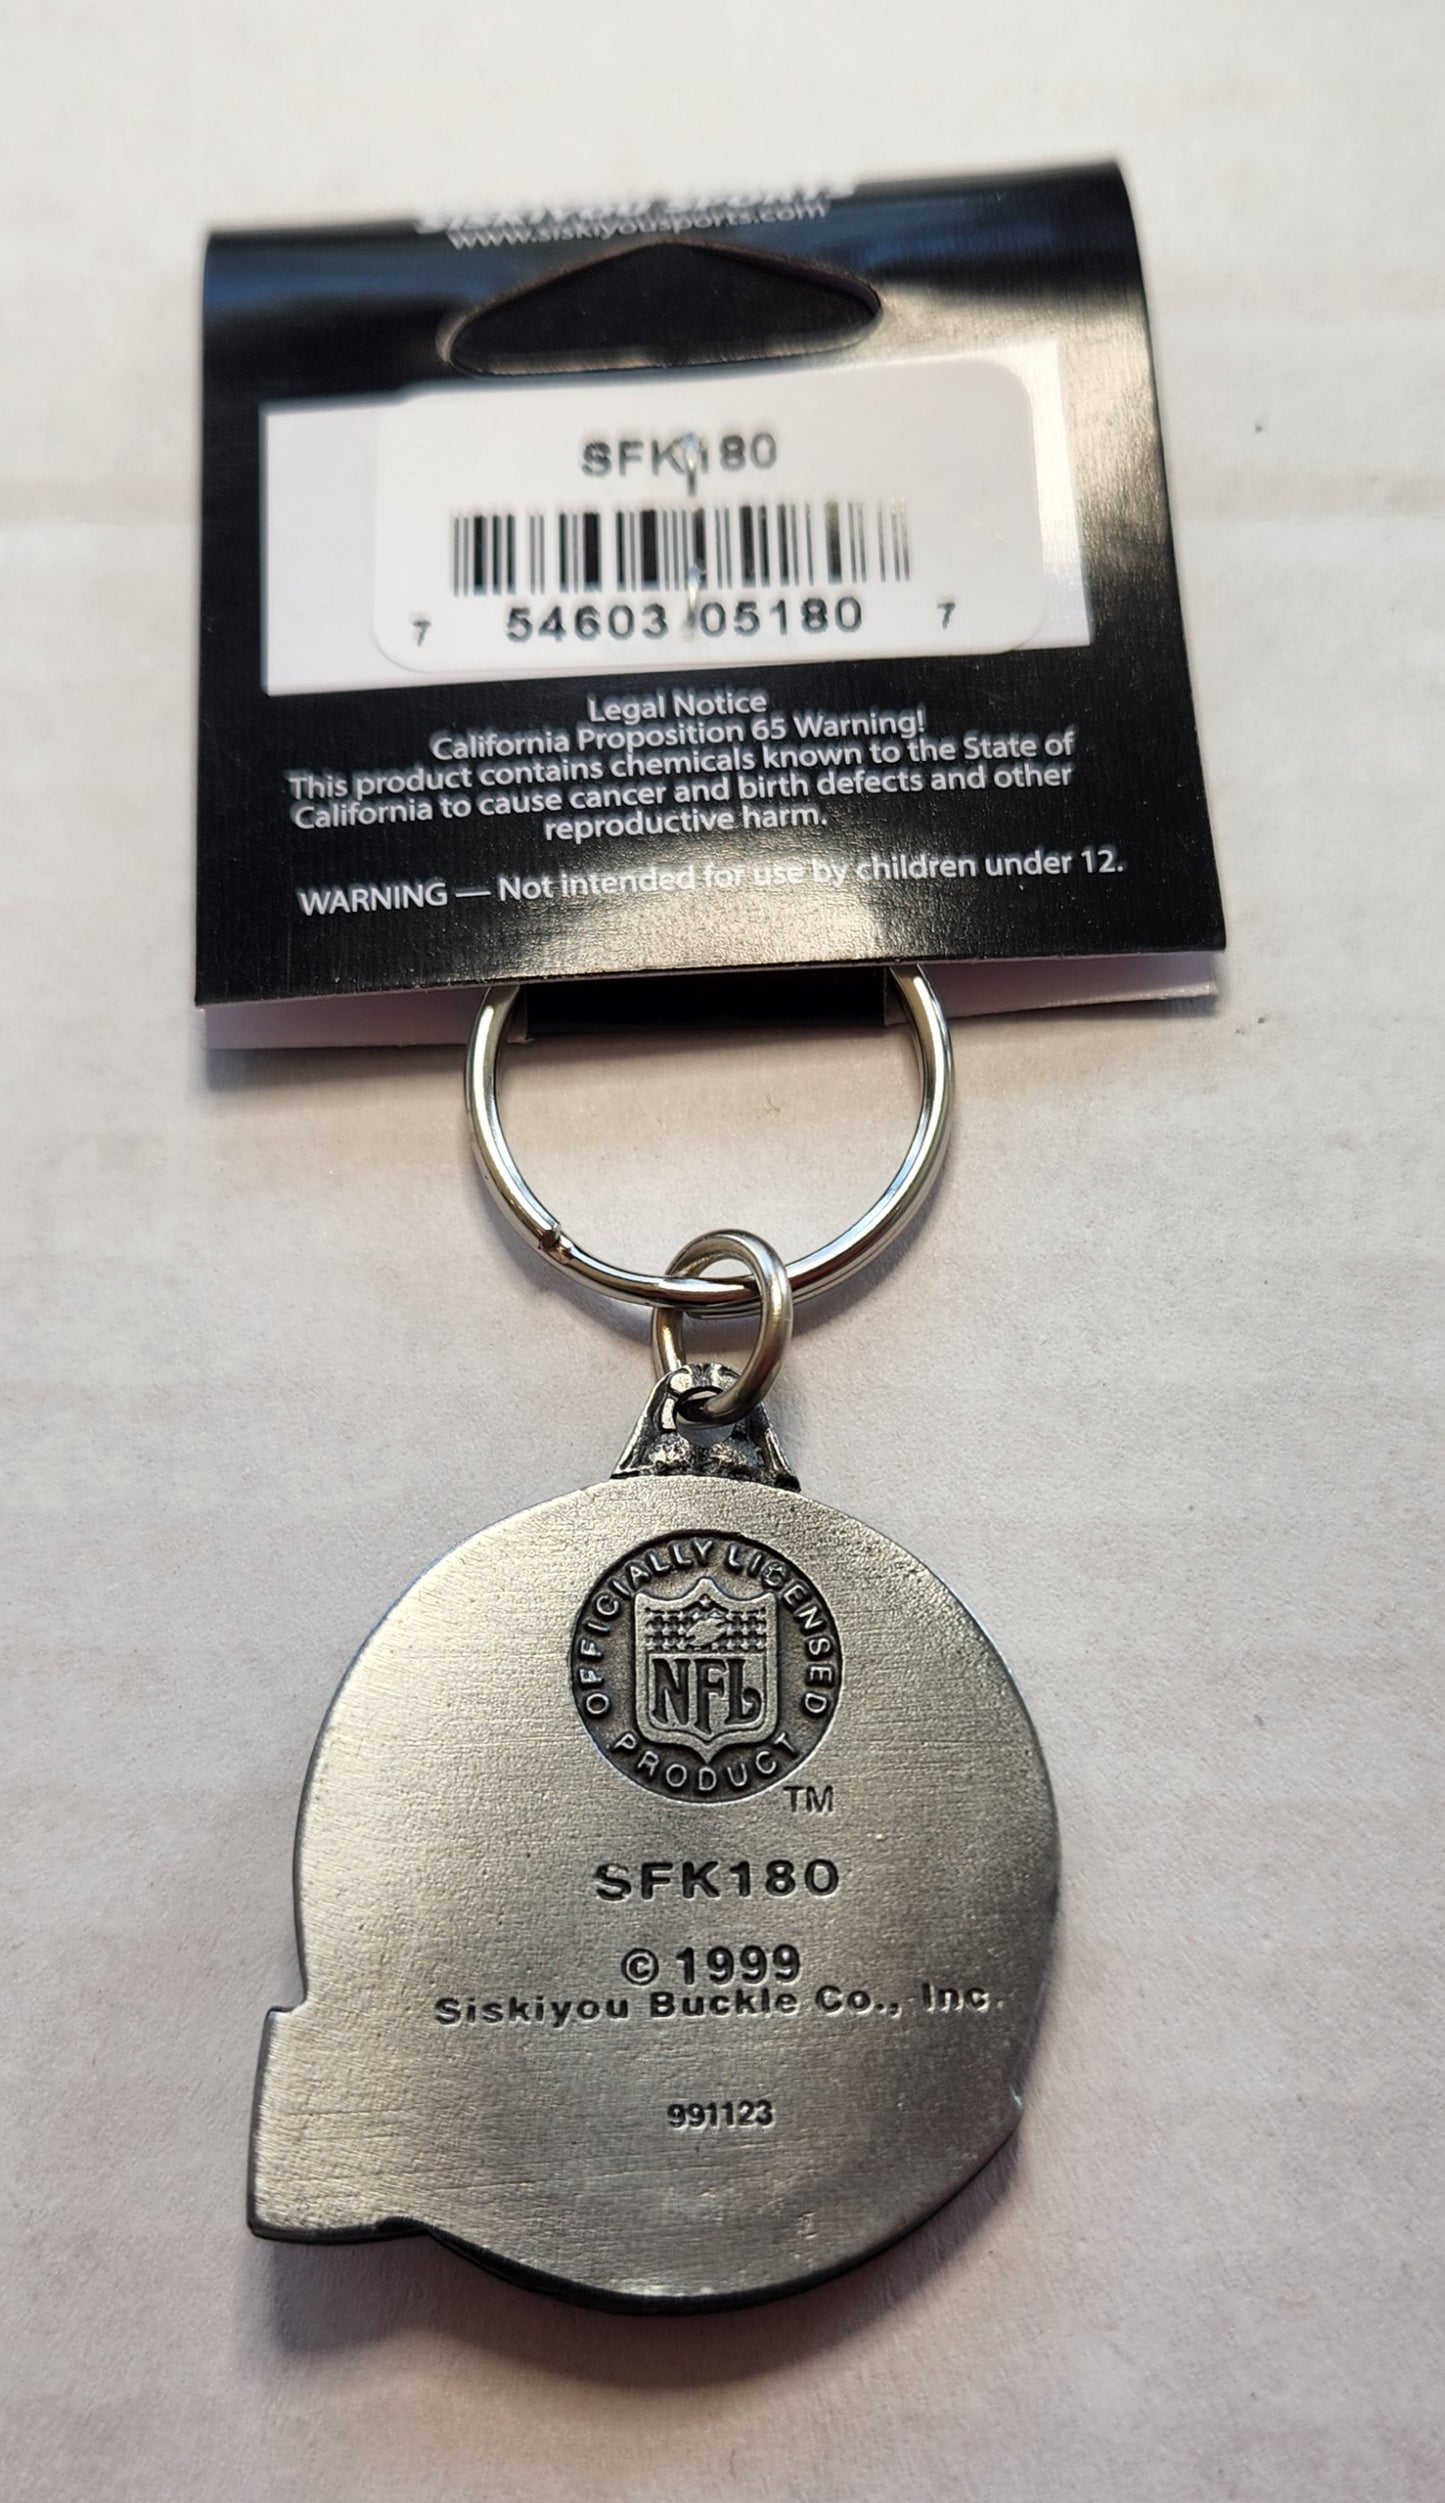 SISKIYOU SPORTS
www.siskiyousports.com
SFK180
7 54603 05180 7
Legal Notice
California Proposition 65 Warning!
This product contains chemicals known to the State of
California to cause cancer and birth defects and other
reproductive harm.
WARNING — Not intended for use by children under 12.
OFFICIALLY LICENSED
NFL
PRODUCT
TM
SFK180
© 1999
Siskiyou Buckle Co., Inc.
991123